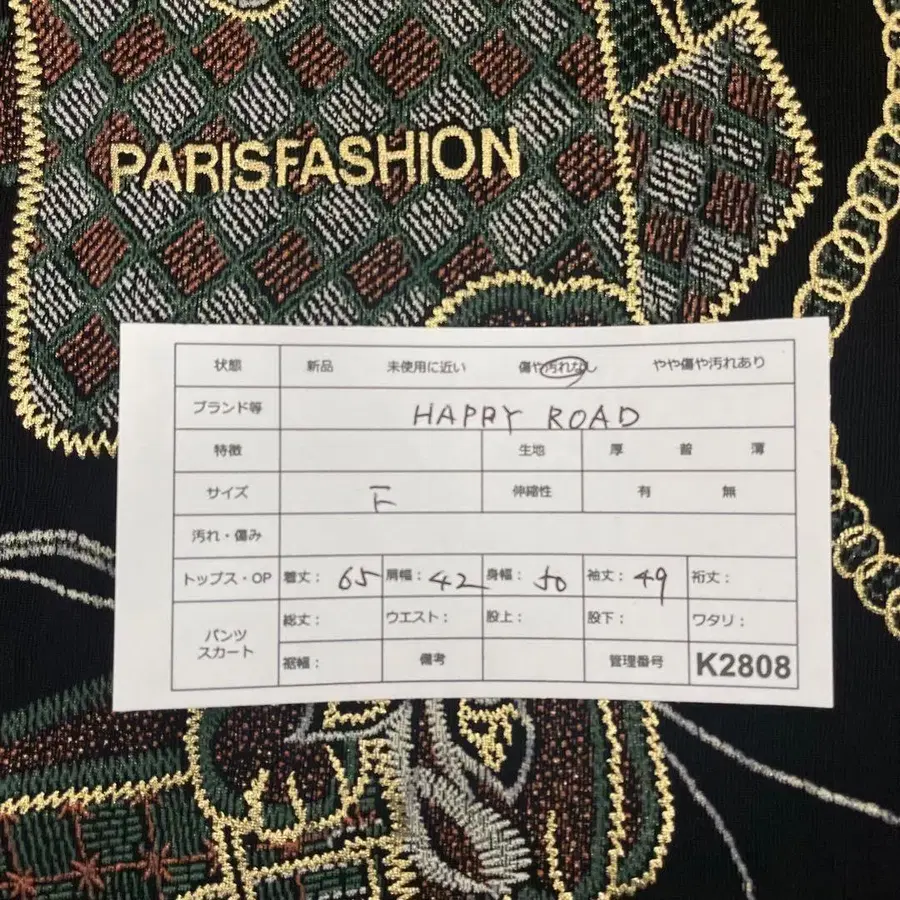 PARISFASHION
状態 新品 未使用に近い 傷や汚れなし やや傷や汚れあり
ブランド等 HAPPY ROAD
特徴 生地 厚 普 薄
サイズ F 伸縮性 有 無
汚れ・傷み
トップス・OP 着丈: 65 肩幅: 42 身幅: 50 袖丈: 49 裄丈:
パンツ スカート 総丈: ウエスト: 股上: 股下: ワタリ:
裾幅: 備考 管理番号 K2808